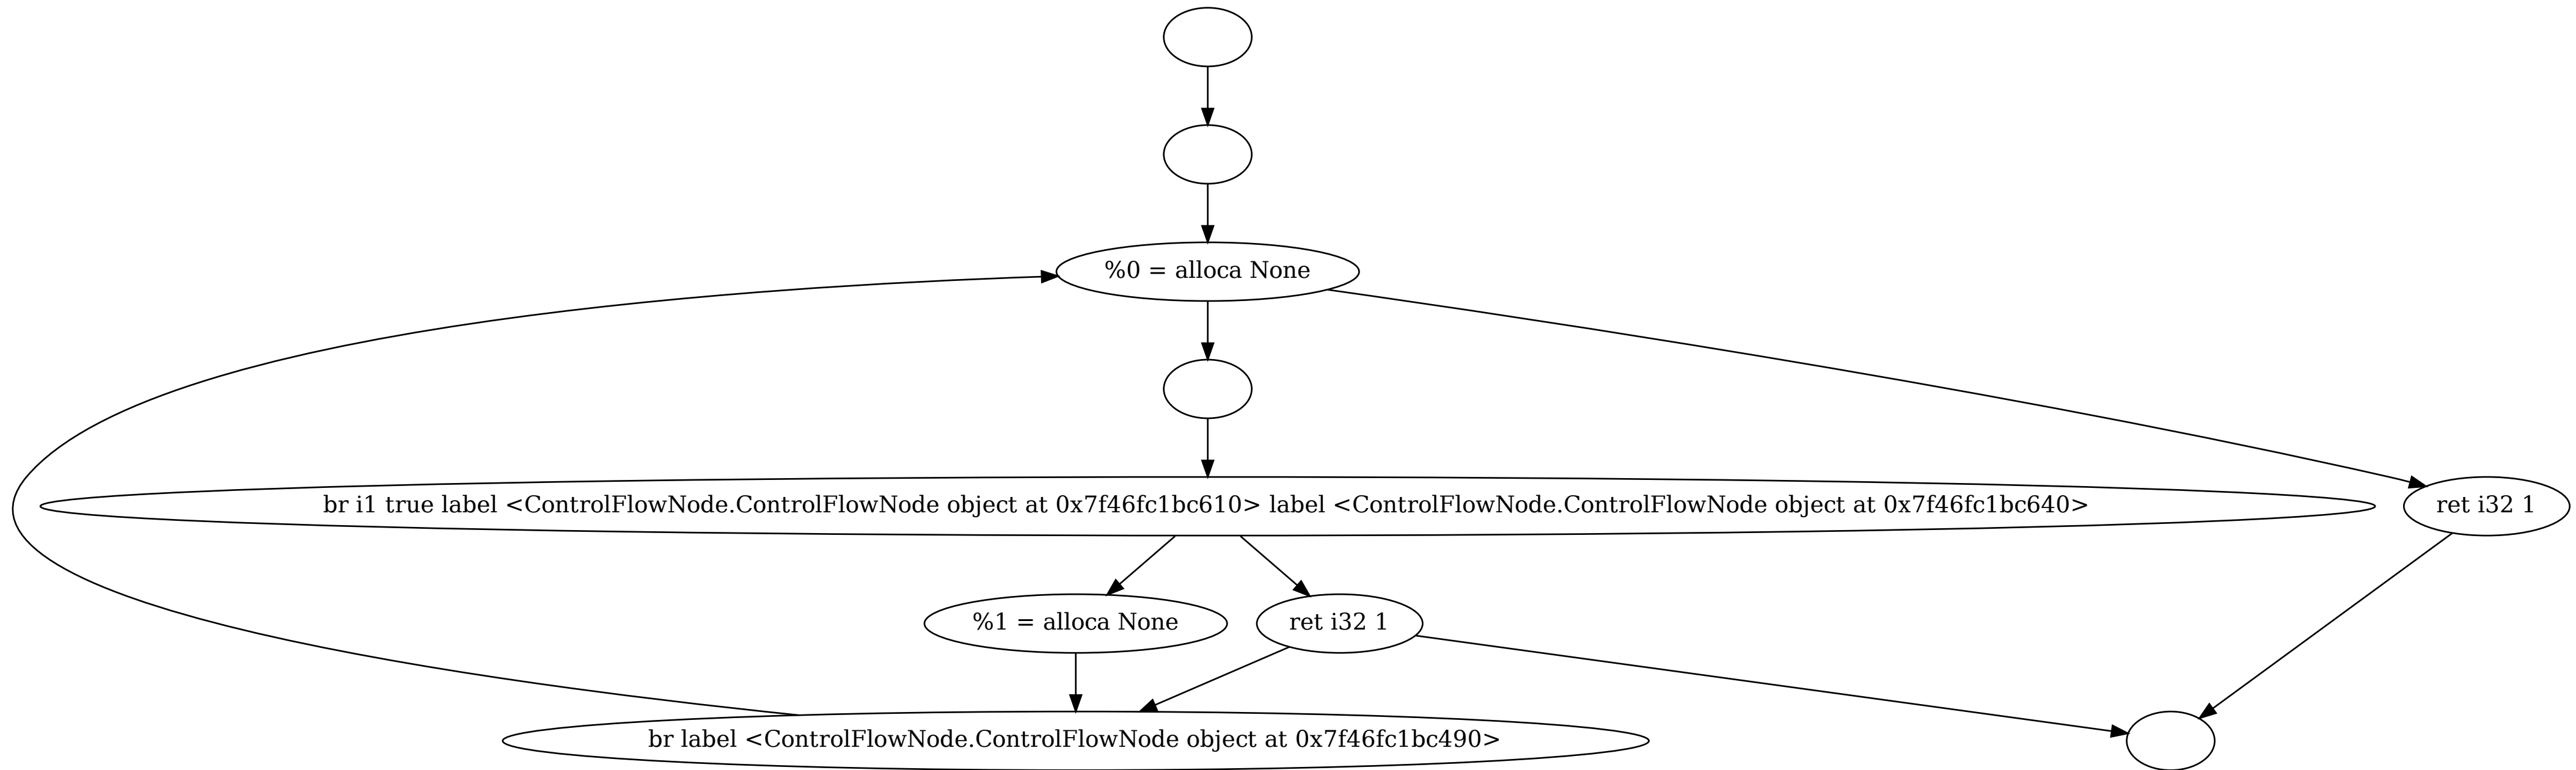 %0 = alloca None
br i1 true label <ControlFlowNode.ControlFlowNode object at 0x7f46fc1bc610> label <ControlFlowNode.ControlFlowNode object at 0x7f46fc1bc640>
ret i32 1
%1 = alloca None
ret i32 1
br label <ControlFlowNode.ControlFlowNode object at 0x7f46fc1bc490>